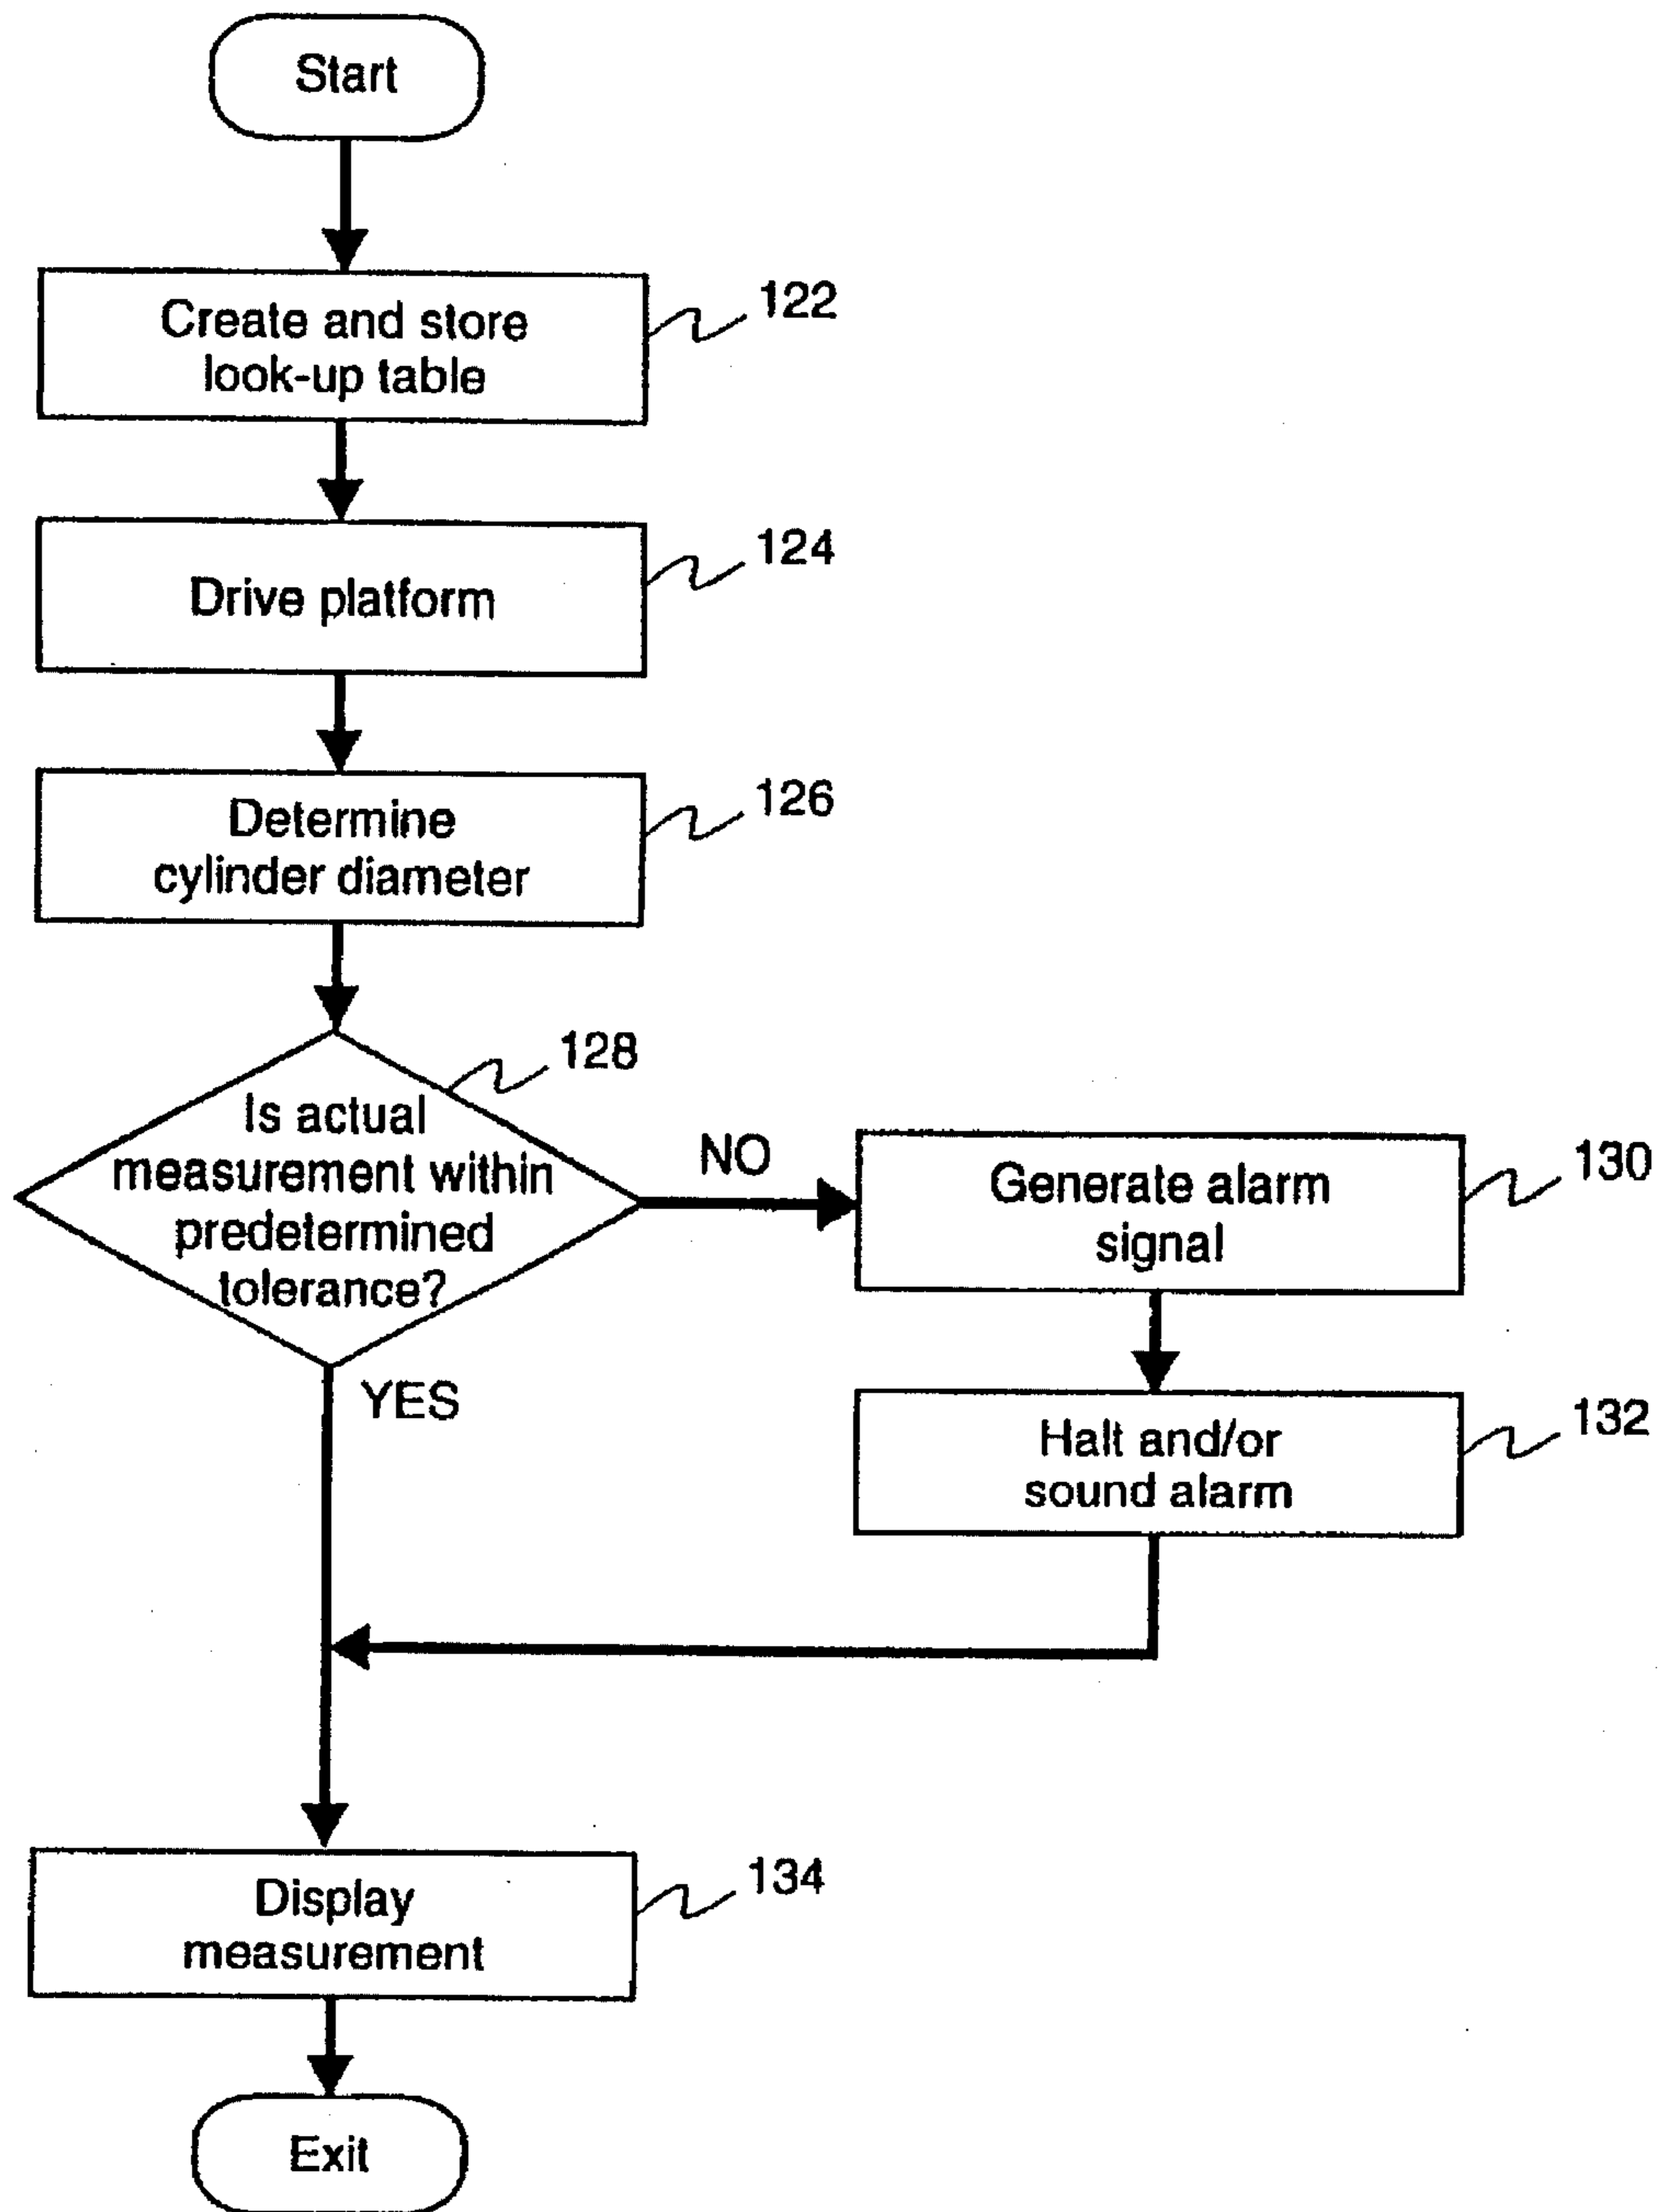 Start
Create and store
look-up table
122
Drive platform
124
Determine
cylinder diameter
126
Is actual
measurement within
predetermined
tolerance?
128
NO
YES
Generate alarm
signal
130
Halt and/or
sound alarm
132
Display
measurement
134
Exit